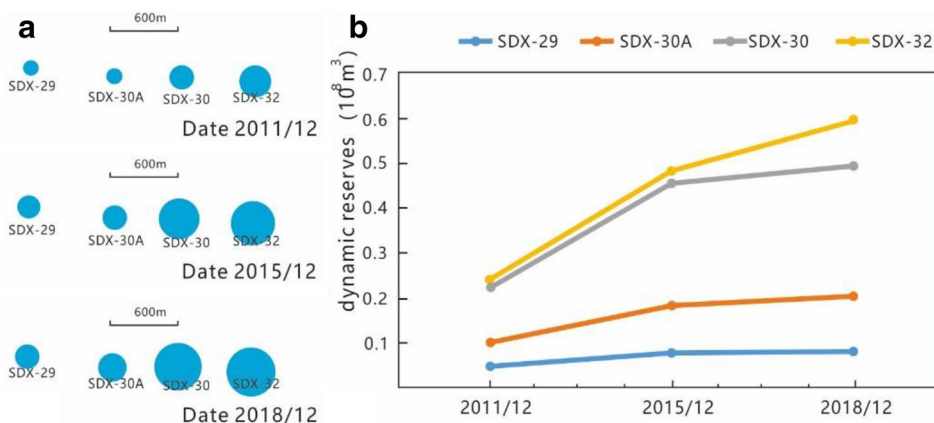 a
600m
SDX-29
SDX-30A
SDX-30
SDX-32
Date 2011/12
600m
SDX-29
SDX-30A
SDX-30
SDX-32
Date 2015/12
600m
SDX-29
SDX-30A
SDX-30
SDX-32
Date 2018/12
b
SDX-29 SDX-30A SDX-30 SDX-32
dynamic reserves (10⁸m³)
0.7
0.6
0.5
0.4
0.3
0.2
0.1
2011/12 2015/12 2018/12